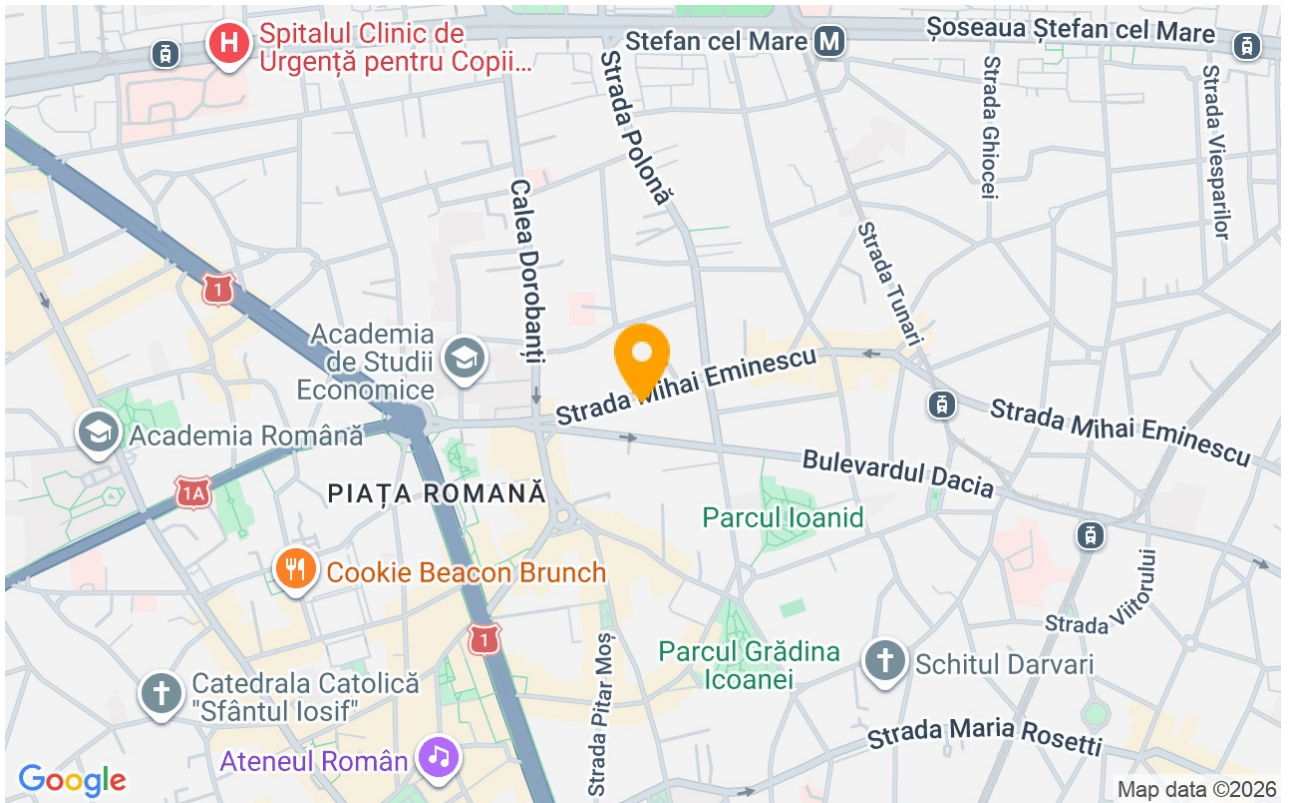 Spitalul Clinic de
Urgență pentru Copii...
H
Stefan cel Mare M
Șoseaua Ștefan cel Mare
Strada Polonă
Strada Ghiocei
Strada Viesparilor
Calea Dorobanți
Strada Tunari
1
Academia
de Studii
Economice
Strada Mihai Eminescu
Strada Mihai Eminescu
Academia Română
Bulevardul Dacia
1A
PIAȚA ROMANĂ
Parcul Ioanid
Cookie Beacon Brunch
Strada Viitorului
1
Parcul Grădina
Icoanei
Schitul Darvari
Strada Pitar Moș
Catedrala Catolică
"Sfântul Iosif"
Strada Maria Rosetti
Ateneul Român
Google
Map data ©2026